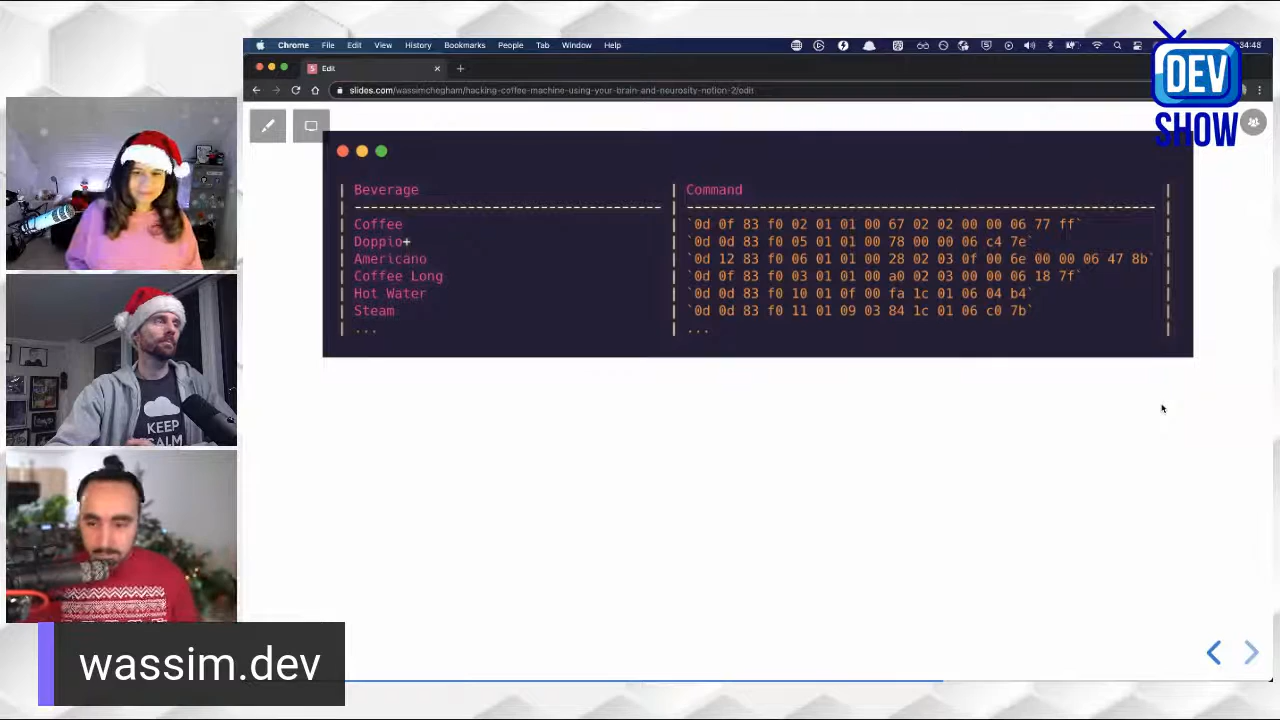 Chrome File Edit View History Bookmarks People Tab Window Help
:34:48
Edit
slides.com/wassimchegham/hacking-coffee-machine-using-your-brain-and-neurosity-notion-2/edit
DEV
SHOW
| Beverage | Command |
| Coffee | `0d 0f 83 f0 02 01 01 00 67 02 02 00 00 06 77 ff` |
| Doppio+ | `0d 0d 83 f0 05 01 01 00 78 00 00 06 c4 7e` |
| Americano | `0d 12 83 f0 06 01 01 00 28 02 03 0f 00 6e 00 00 06 47 8b` |
| Coffee Long | `0d 0f 83 f0 03 01 01 00 a0 02 03 00 00 06 18 7f` |
| Hot Water | `0d 0d 83 f0 10 01 0f 00 fa 1c 01 06 04 b4` |
| Steam | `0d 0d 83 f0 11 01 09 03 84 1c 01 06 c0 7b` |
| ... | ... |
KEEP
CALM
wassim.dev